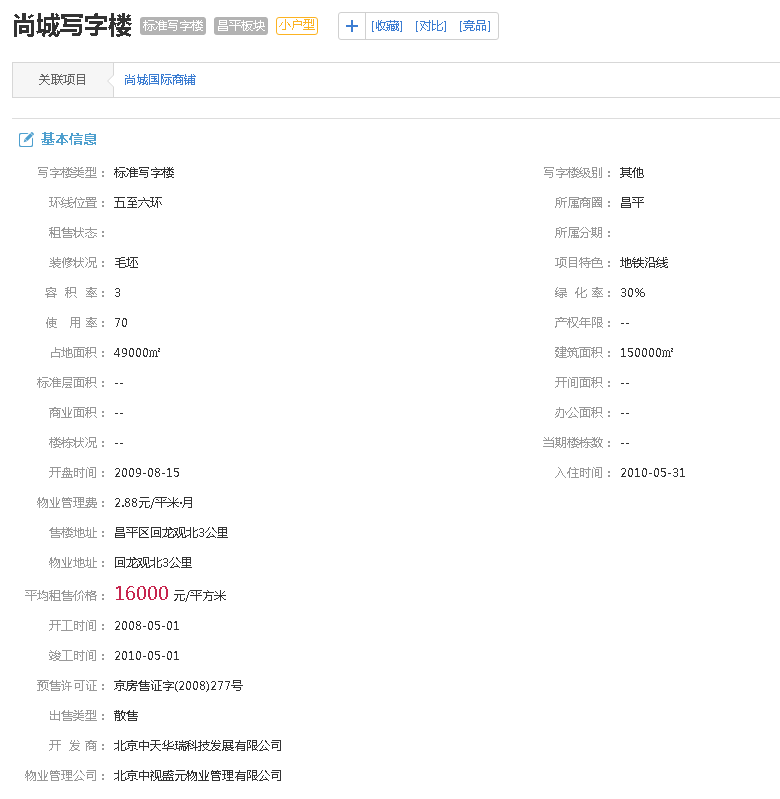 尚城写字楼 标准写字楼 昌平板块 小户型 + [收藏] [对比] [竞品]
关联项目 尚城国际商铺
基本信息
写字楼类型： 标准写字楼 写字楼级别： 其他
环线位置： 五至六环 所属商圈： 昌平
租售状态： 所属分期：
装修状况： 毛坯 项目特色： 地铁沿线
容 积 率： 3 绿 化 率： 30%
使 用 率： 70 产权年限： --
占地面积： 49000㎡ 建筑面积： 150000㎡
标准层面积： -- 开间面积： --
商业面积： -- 办公面积： --
楼栋状况： -- 当期楼栋数： --
开盘时间： 2009-08-15 入住时间： 2010-05-31
物业管理费： 2.88元/平米·月
售楼地址： 昌平区回龙观北3公里
物业地址： 回龙观北3公里
平均租售价格： 16000 元/平方米
开工时间： 2008-05-01
竣工时间： 2010-05-01
预售许可证： 京房售证字(2008)277号
出售类型： 散售
开 发 商： 北京中天华瑞科技发展有限公司
物业管理公司： 北京中视盛元物业管理有限公司